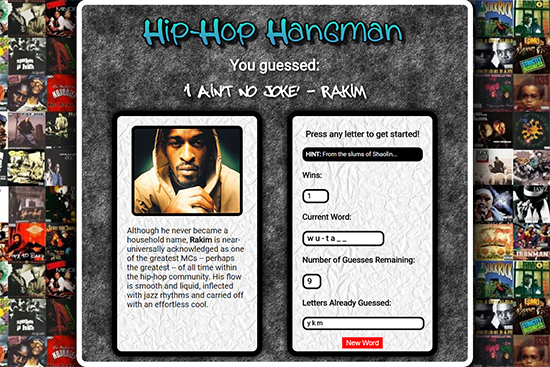 Hip-Hop Hangman
You guessed:
'I AIN'T NO JOKE' - RAKIM
Although he never became a
household name, Rakim is near-
universally acknowledged as one
of the greatest MCs -- perhaps
the greatest -- of all time within
the hip-hop community. His flow
is smooth and liquid, inflected
with jazz rhythms and carried off
with an effortless cool.
Press any letter to get started!
HINT: From the slums of Shaolin...
Wins:
1
Current Word:
w u - t a _ _
Number of Guesses Remaining:
9
Letters Already Guessed:
y k m
New Word
IRONMAN